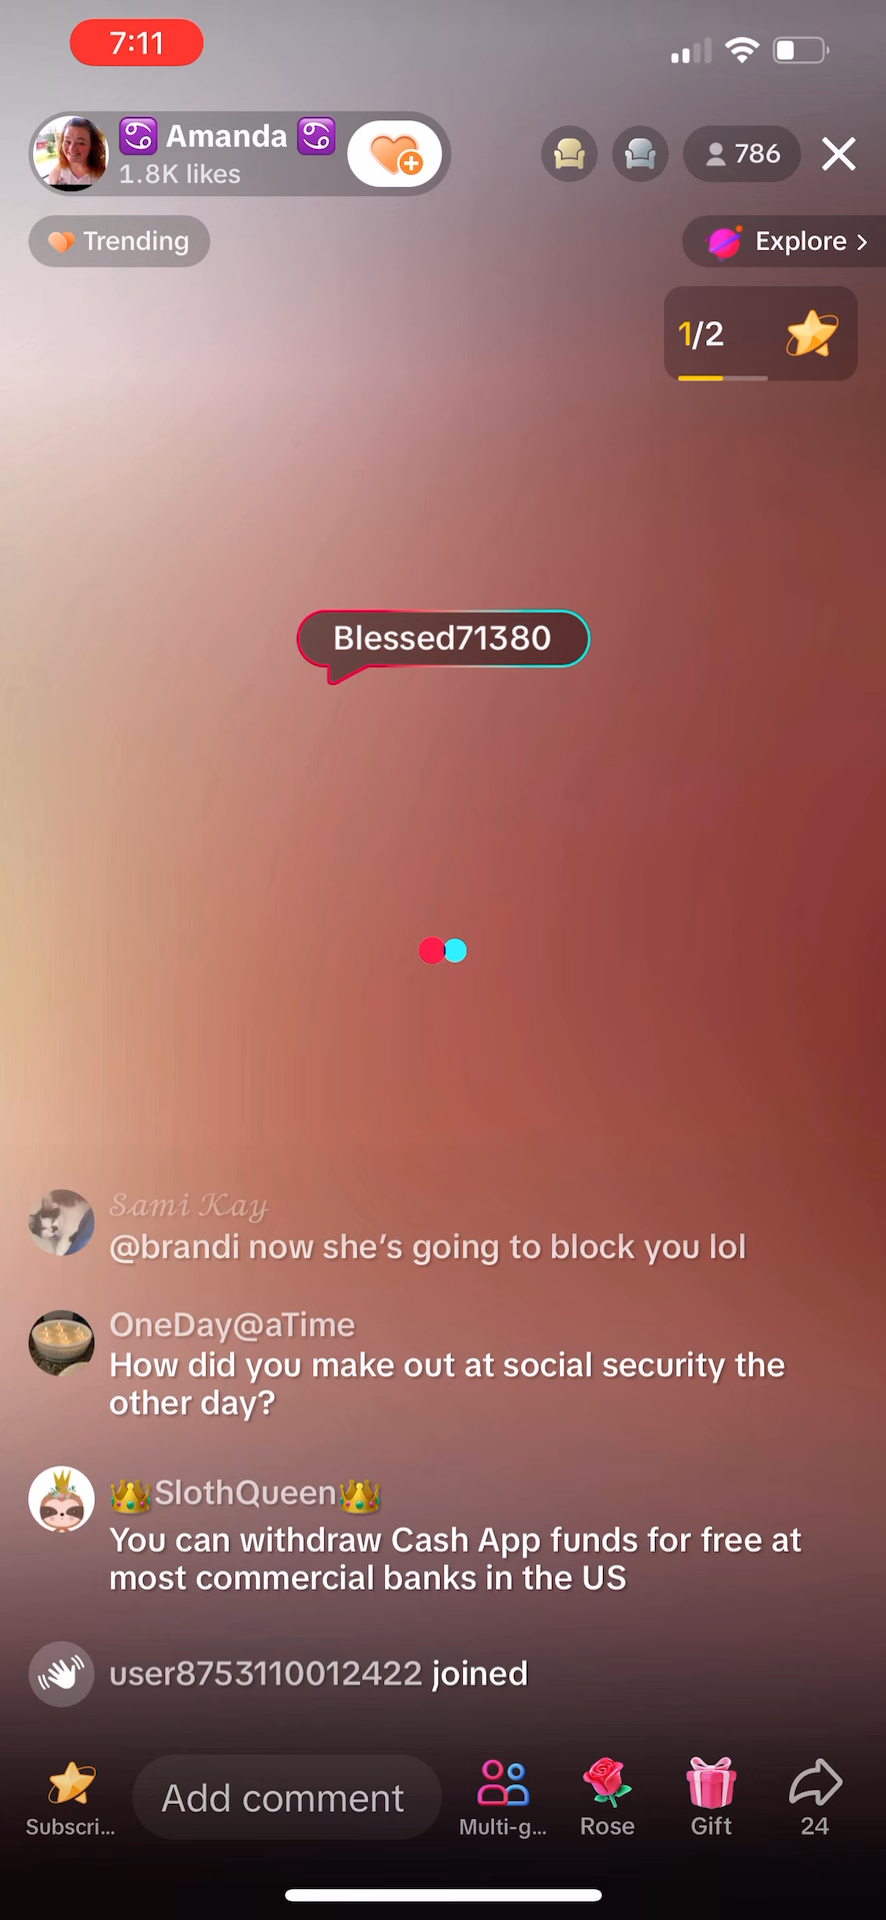 7:11
♋ Amanda ♋
1.8K likes
786
Trending
Explore >
1/2
Blessed71380
Sami Kay
@brandi now she's going to block you lol
OneDay@aTime
How did you make out at social security the
other day?
👑SlothQueen👑
You can withdraw Cash App funds for free at
most commercial banks in the US
user8753110012422 joined
Add comment
Subscri...
Multi-g...
Rose
Gift
24